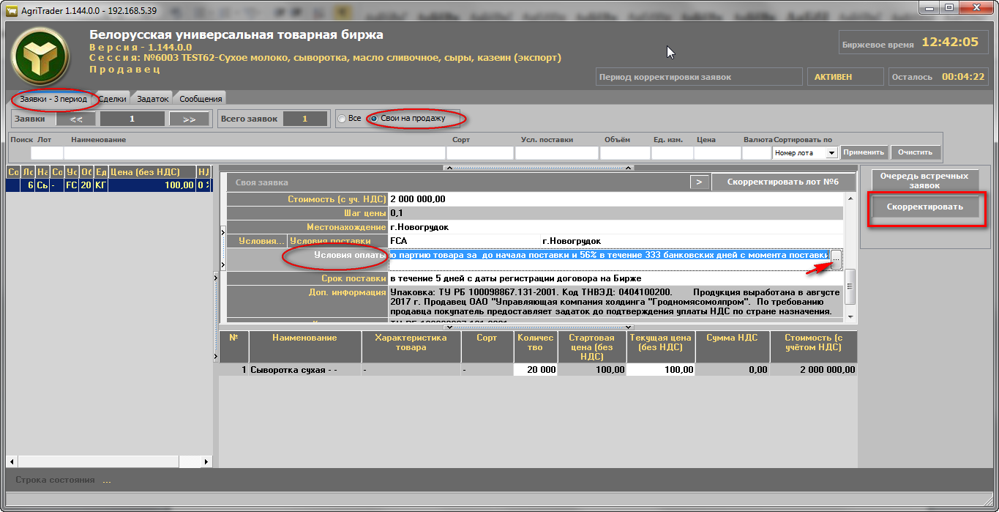 AgriTrader 1.144.0.0 - 192.168.5.39
Белорусская универсальная товарная биржа
Версия - 1.144.0.0
Сессия: №6003 TEST62-Сухое молоко, сыворотка, масло сливочное, сыры, казеин (экспорт)
Продавец
Биржевое время 12:42:05
Период корректировки заявок АКТИВЕН Осталось 00:04:22
Заявки - 3 период Сделки Задаток Сообщения
Заявки << 1 >> Всего заявок 1 Все Свои на продажу
Поиск Лот Наименование Сорт Усл. поставки Объём Ед. изм. Цена Валюта Сортировать по
Номер лота Применить Очистить
Со Ло На Со Ус Об Ед Цена (без НДС) НД
6 Сы - FC 20 КГ 100,00 0 %
Своя заявка > Скорректировать лот №6
Стоимость (с уч. НДС) 2 000 000,00
Шаг цены 0,1
Местонахождение г.Новогрудок
Условия... Условия поставки FCA г.Новогрудок
Условия оплаты ю партию товара за до начала поставки и 56% в течение 333 банковских дней с момента поставки ...
Срок поставки в течение 5 дней с даты регистрации договора на Бирже
Доп. информация Упаковка: ТУ РБ 100098867.131-2001. Код ТНВЭД: 0404100200. Продукция выработана в августе
2017 г. Продавец ОАО "Управляющая компания холдинга "Гродномясомолпром". По требованию
продавца покупатель предоставляет задаток до подтверждения уплаты НДС по стране назначения.
Очередь встречных
заявок
Скорректировать
№ Наименование Характеристика товара Сорт Количес тво Стартовая цена (без НДС) Текущая цена (без НДС) Сумма НДС Стоимость (с учётом НДС)
1 Сыворотка сухая - - - - 20 000 100,00 100,00 0,00 2 000 000,00
Строка состояния ...